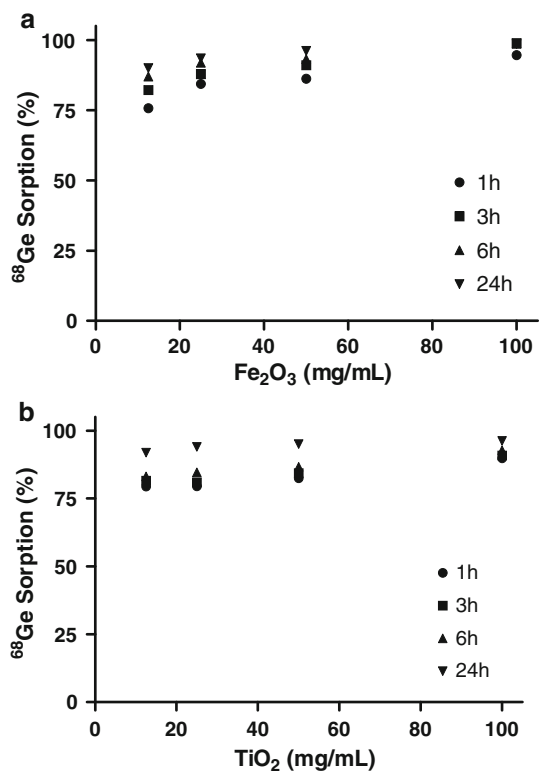 a
100
75
50
25
0
⁶⁸Ge Sorption (%)
1h
3h
6h
24h
0 20 40 60 80 100
Fe₂O₃ (mg/mL)
b
100
75
50
25
0
⁶⁸Ge Sorption (%)
1h
3h
6h
24h
0 20 40 60 80 100
TiO₂ (mg/mL)